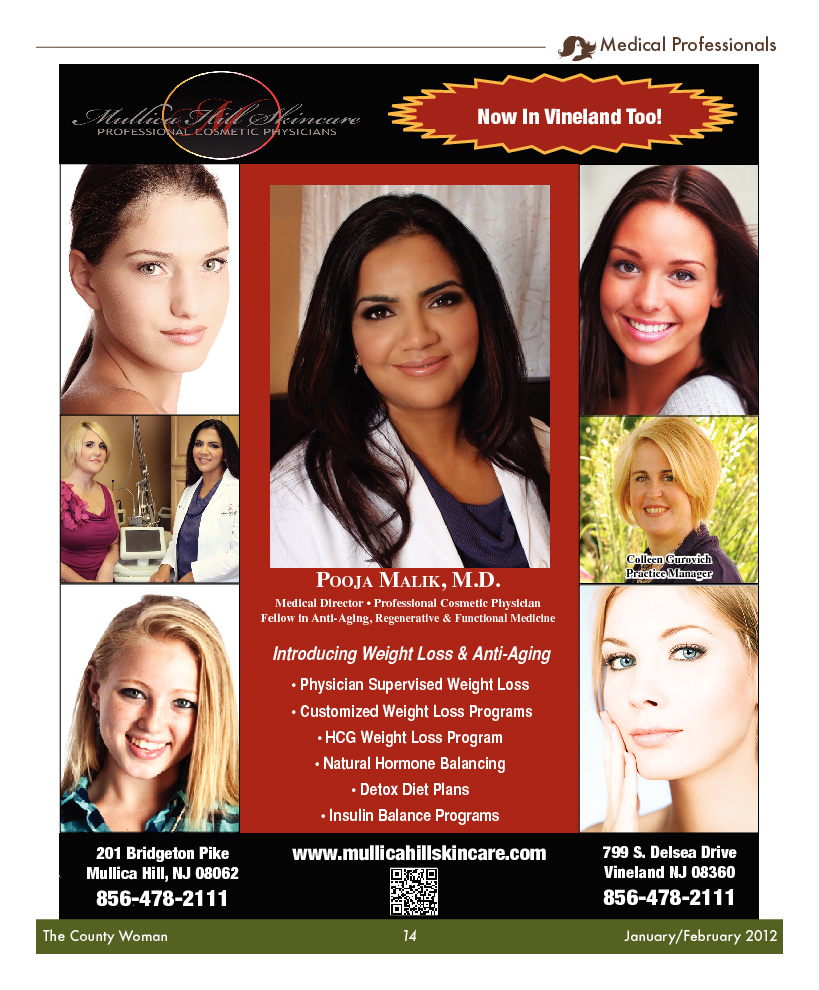 Medical Professionals
Mullica Hill Skincare
PROFESSIONAL COSMETIC PHYSICIANS
Now In Vineland Too!
Colleen Gurovich
Practice Manager
POOJA MALIK, M.D.
Medical Director • Professional Cosmetic Physician
Fellow in Anti-Aging, Regenerative & Functional Medicine
Introducing Weight Loss & Anti-Aging
• Physician Supervised Weight Loss
• Customized Weight Loss Programs
• HCG Weight Loss Program
• Natural Hormone Balancing
• Detox Diet Plans
• Insulin Balance Programs
201 Bridgeton Pike
Mullica Hill, NJ 08062
856-478-2111
www.mullicahillskincare.com
799 S. Delsea Drive
Vineland NJ 08360
856-478-2111
The County Woman
14
January/February 2012